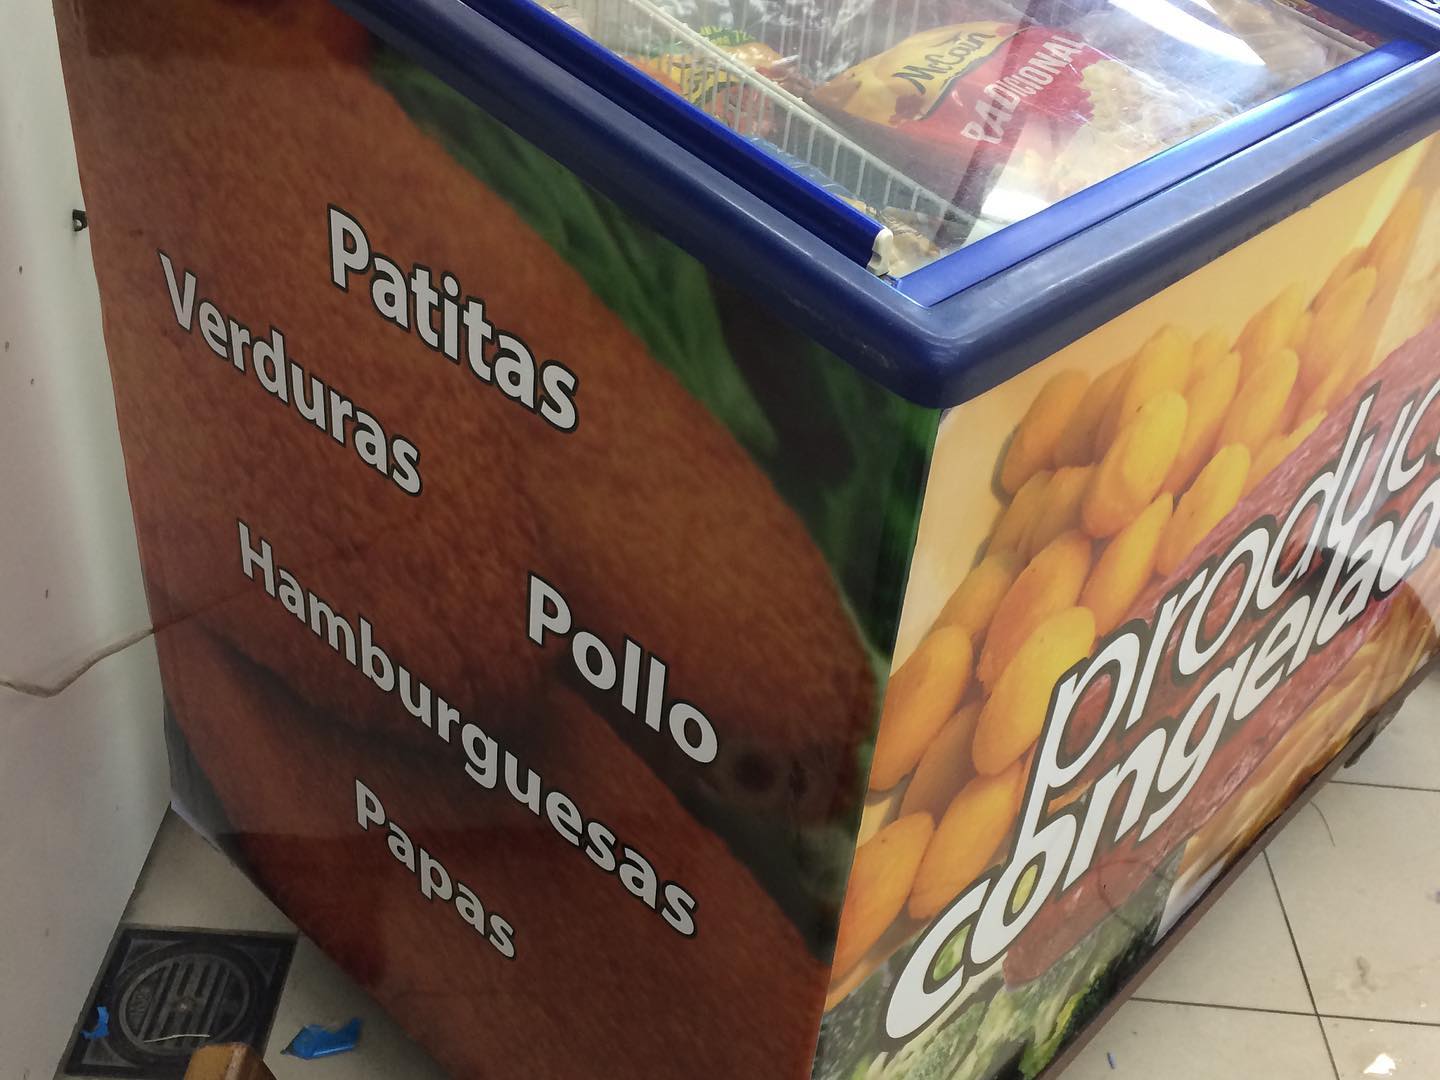 McCain
RADICIONAL
Patitas
Verduras
Pollo
Hamburguesas
Papas
produc
congelad